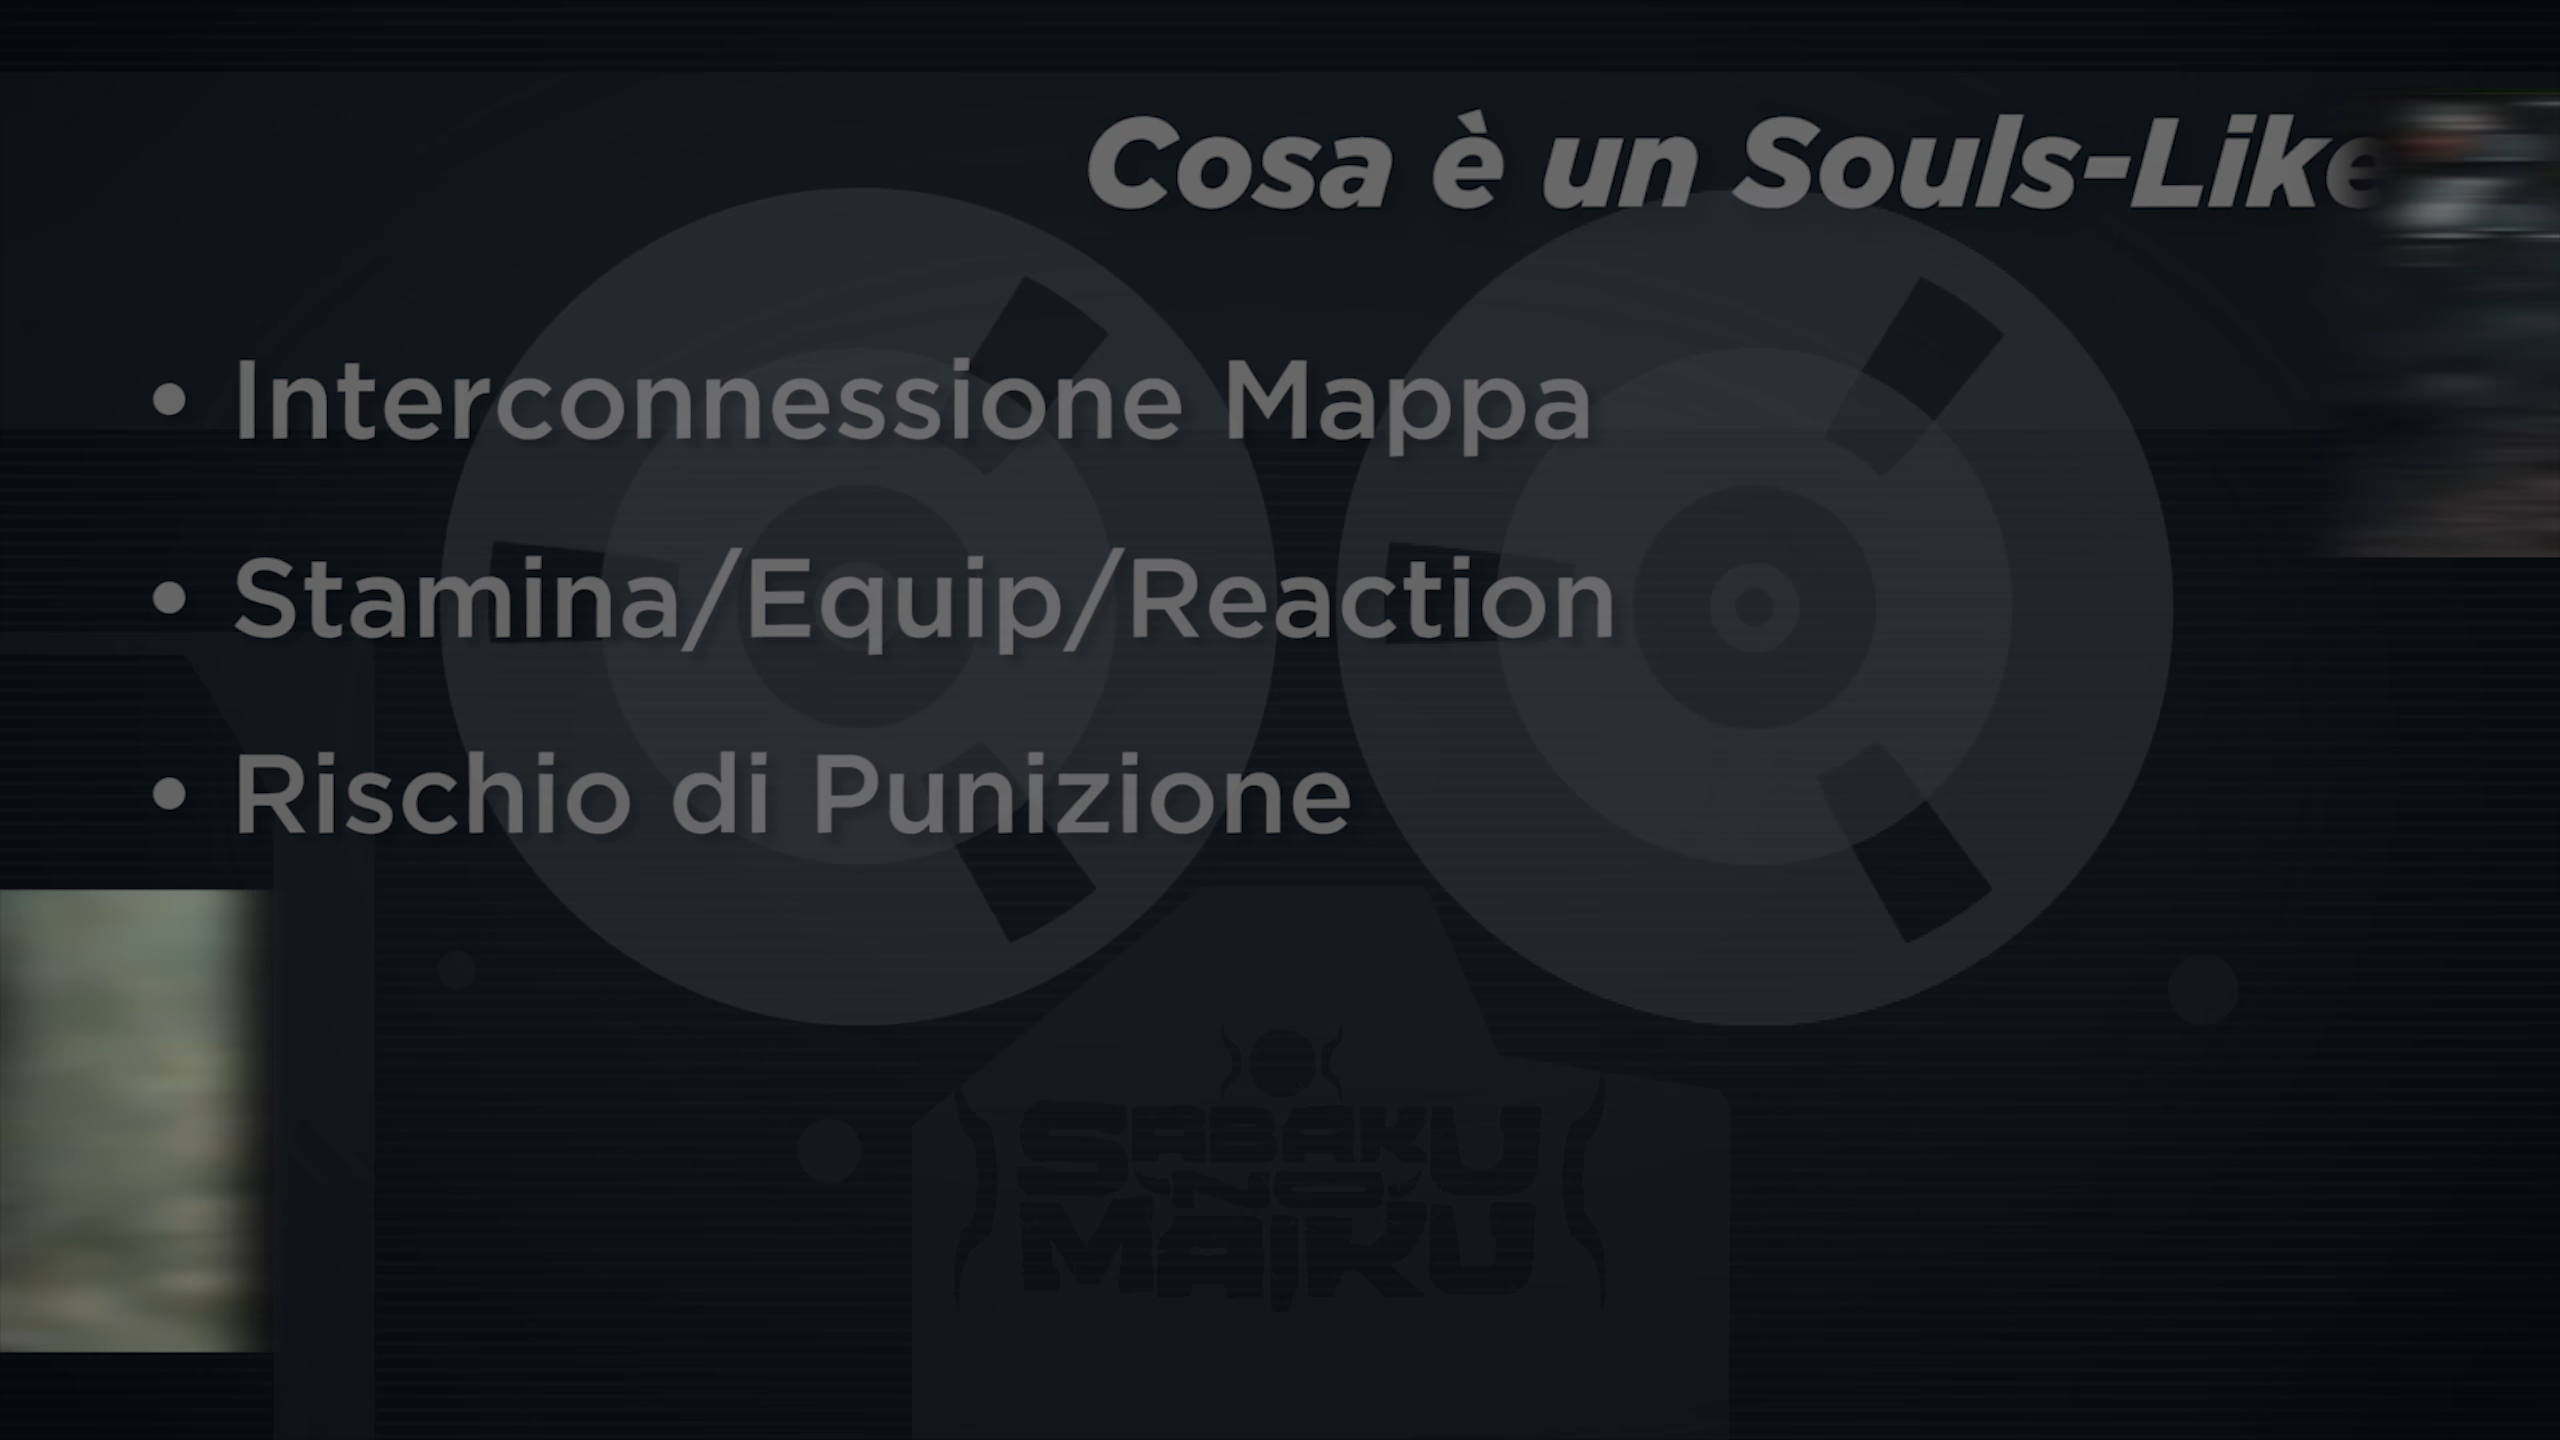 Cosa è un Souls-Like
• Interconnessione Mappa
• Stamina/Equip/Reaction
• Rischio di Punizione
SABAKU
NO
MAIKU